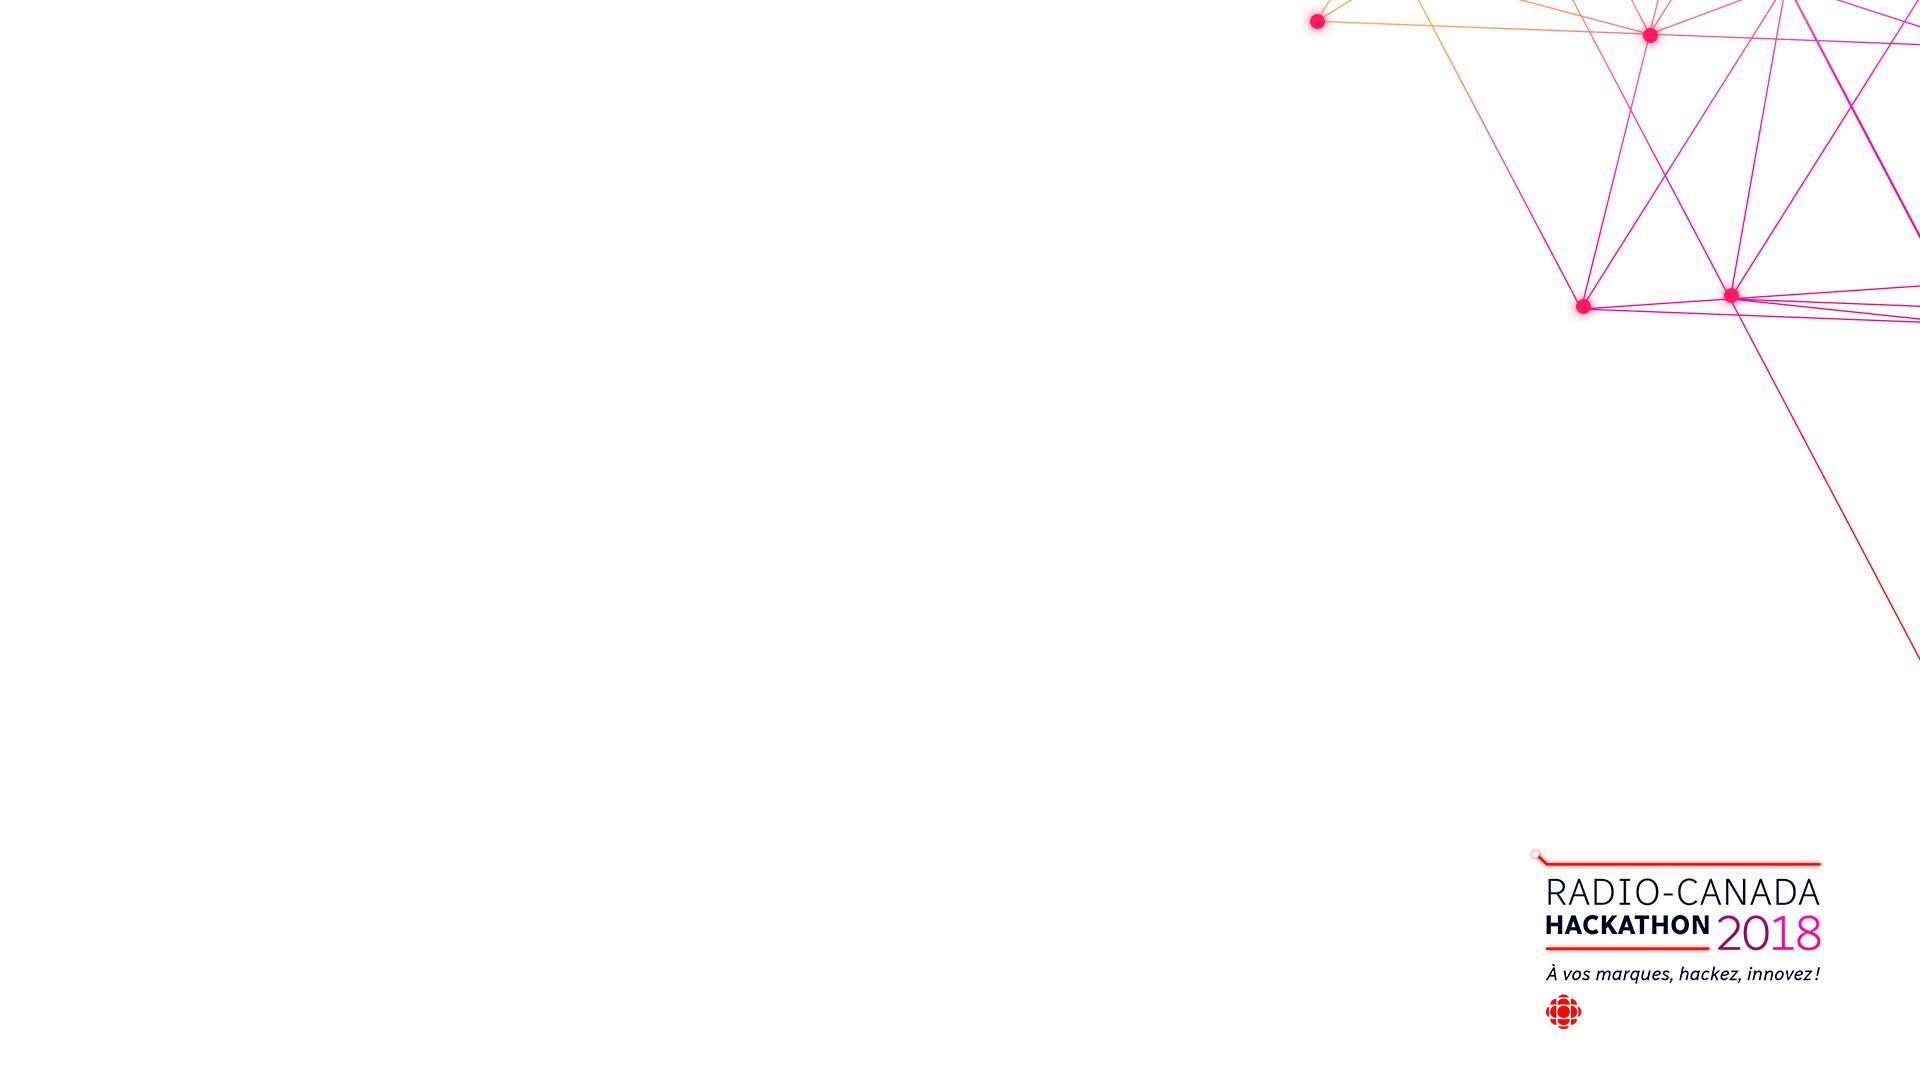 RADIO-CANADA
HACKATHON 2018
À vos marques, hackez, innovez !